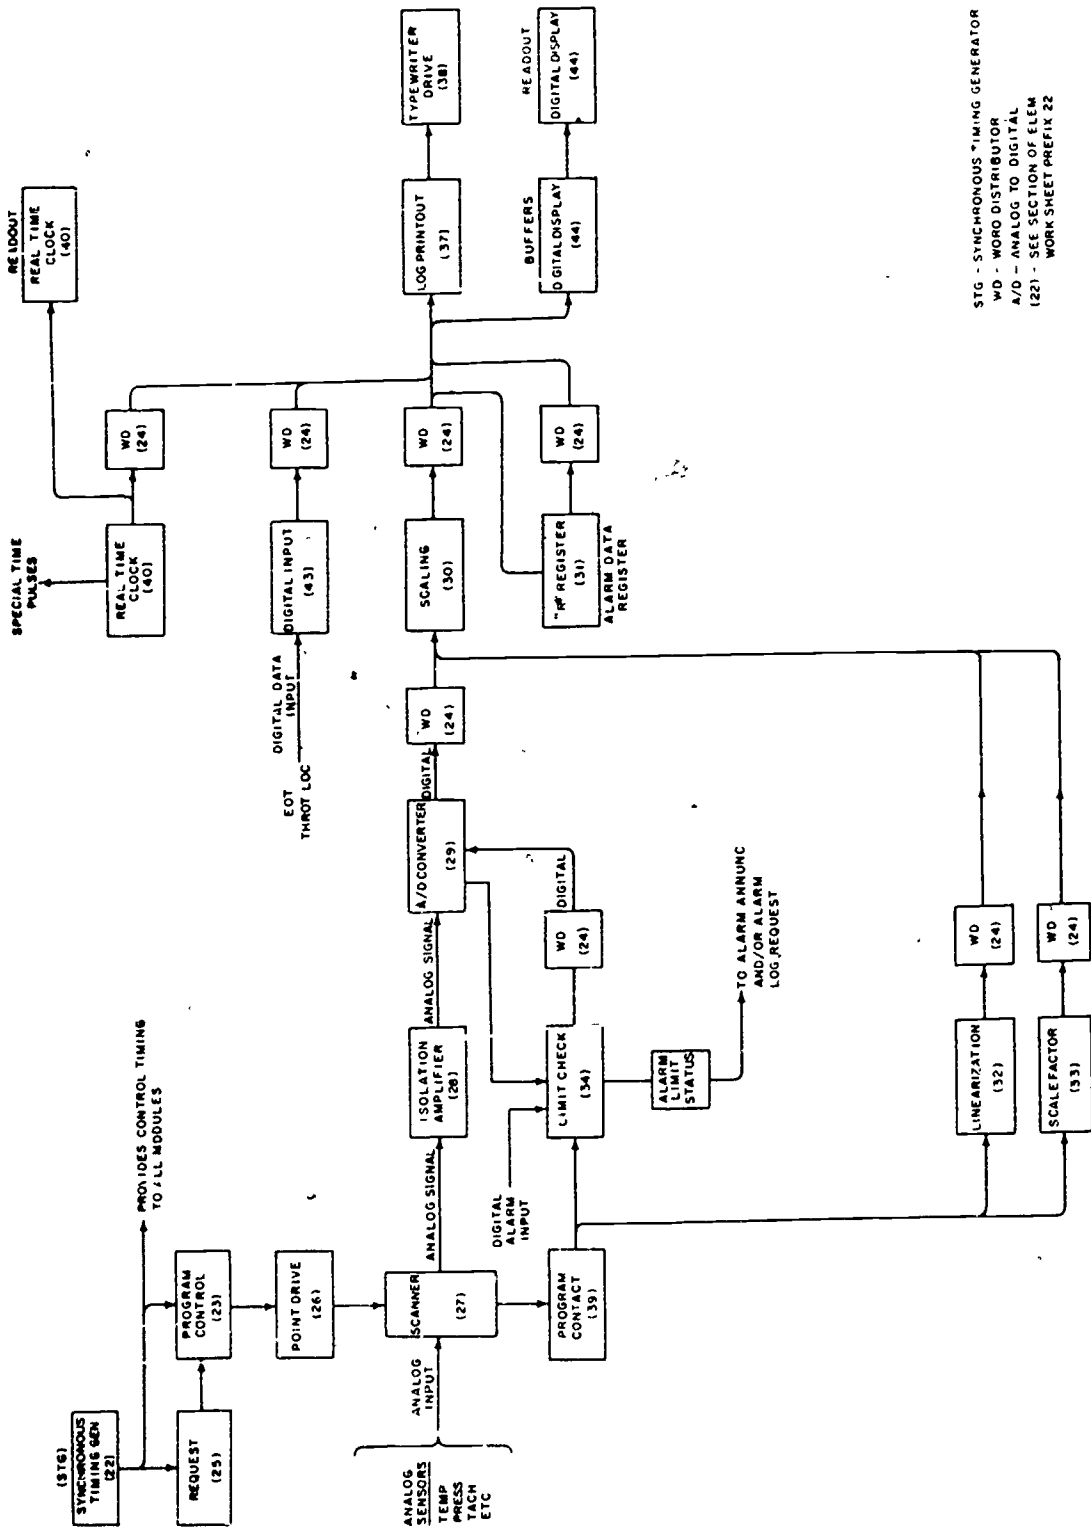 (STG)
SYNCHRONOUS
TIMING GEN
(22)
PROVIDES CONTROL TIMING
TO ALL MODULES
REQUEST
(25)
PROGRAM
CONTROL
(23)
POINT DRIVE
(26)
ANALOG
SENSORS
TEMP
PRESS
TACH
ETC
ANALOG
INPUT
SCANNER
(27)
ANALOG SIGNAL
ISOLATION
AMPLIFIER
(28)
ANALOG SIGNAL
A/D CONVERTER
(29)
DIGITAL
WD
(24)
PROGRAM
CONTACT
(39)
DIGITAL
ALARM
INPUT
LIMIT CHECK
(34)
WD
(24)
DIGITAL
ALARM
LIMIT
STATUS
TO ALARM ANNUNC
AND/OR ALARM
LOG REQUEST
LINEARIZATION
(32)
WD
(24)
SCALE FACTOR
(33)
WD
(24)
SPECIAL TIME
PULSES
REAL TIME
CLOCK
(40)
WD
(24)
READOUT
REAL TIME
CLOCK
(40)
EOT
THROT LOC
DIGITAL DATA
INPUT
DIGITAL INPUT
(43)
WD
(24)
SCALING
(30)
WD
(24)
"R" REGISTER
(31)
ALARM DATA
REGISTER
WD
(24)
LOG PRINTOUT
(37)
TYPEWRITER
DRIVE
(38)
BUFFERS
DIGITAL DISPLAY
(44)
READOUT
DIGITAL DISPLAY
(44)
STG - SYNCHRONOUS TIMING GENERATOR
WD - WORD DISTRIBUTOR
A/D - ANALOG TO DIGITAL
(22) - SEE SECTION OF ELEM
WORK SHEET PREFIX 22